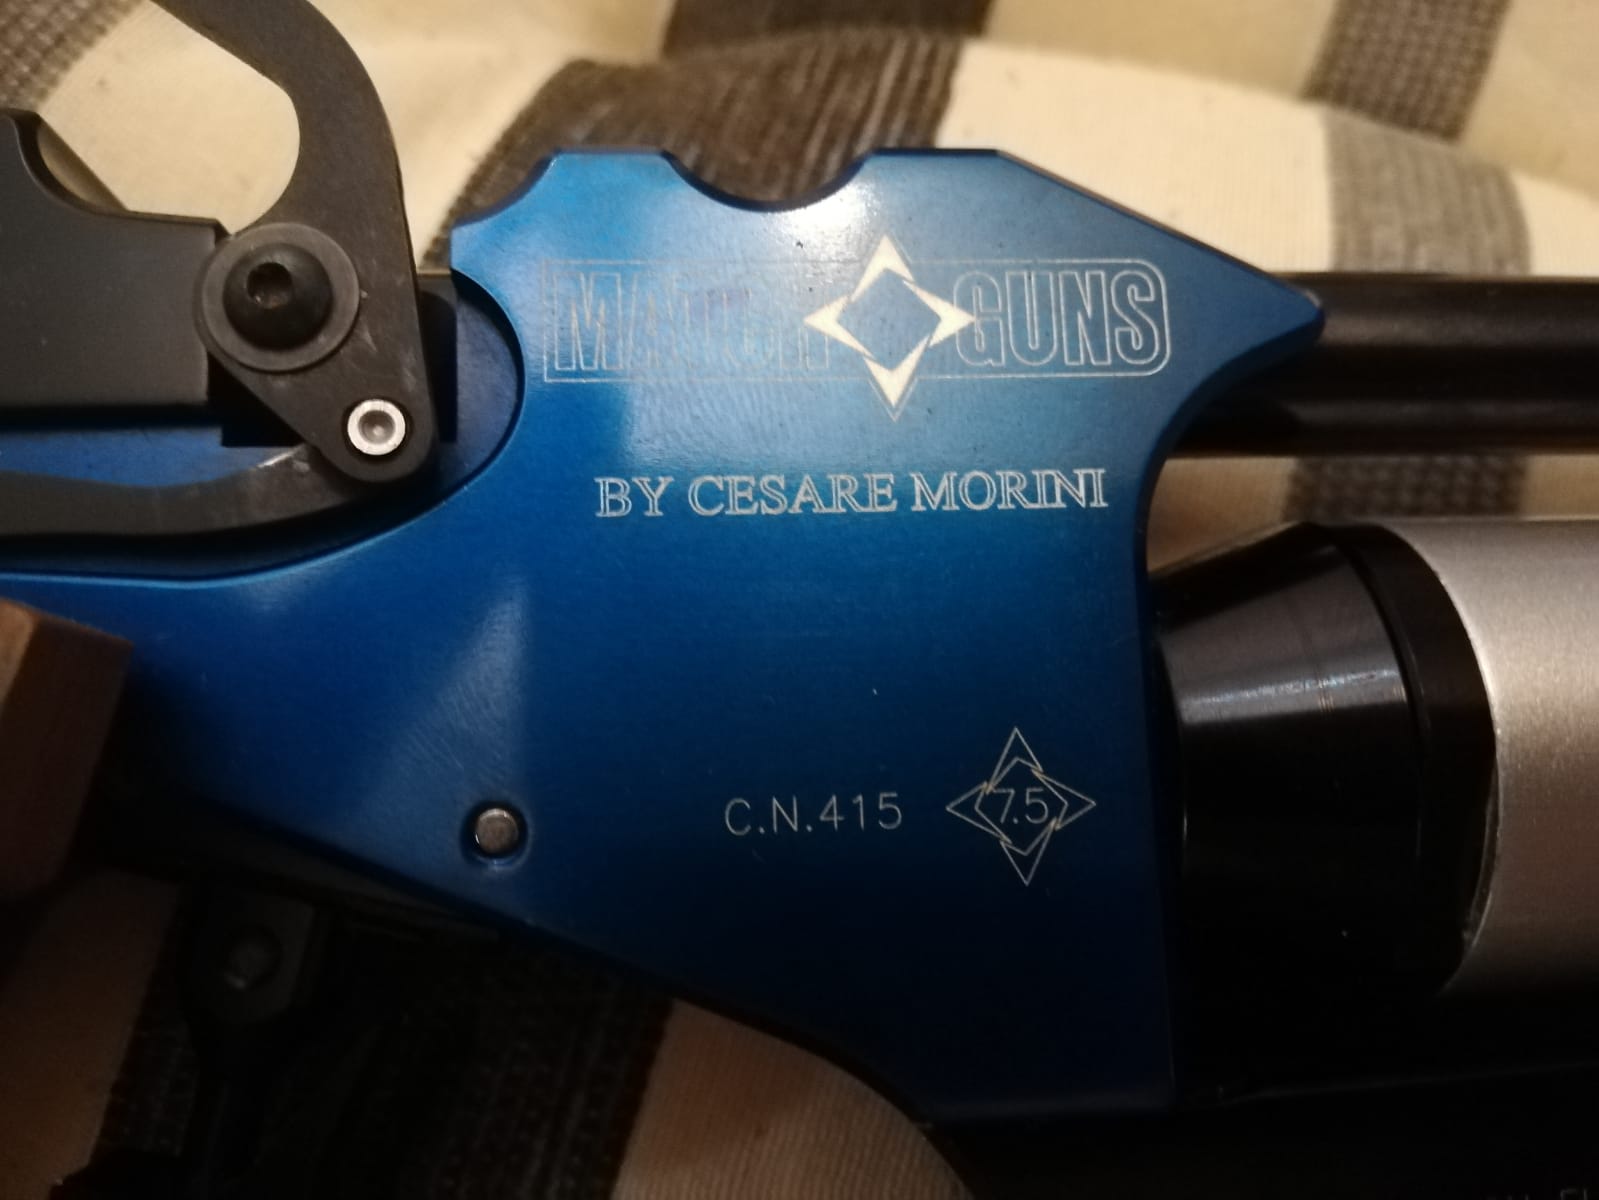 MATCH GUNS
BY CESARE MORINI
C.N.415
7.5